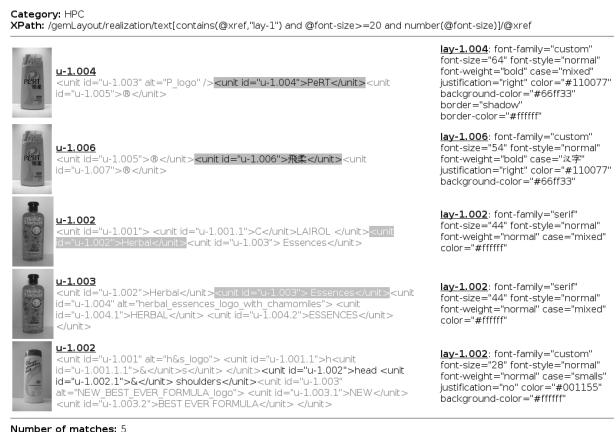 Category: HPC
XPath: /gemLayout/realization/text[contains(@xref,"lay-1") and @font-size>=20 and number(@font-size)]/@xref
u-1.004
<unit id="u-1.003" alt="P_logo" /><unit id="u-1.004">PeRT</unit><unit
id="u-1.005">®</unit>
lay-1.004: font-family="custom"
font-size="64" font-style="normal"
font-weight="bold" case="mixed"
justification="right" color="#110077"
background-color="#66ff33"
border="shadow"
border-color="#ffffff"
u-1.006
<unit id="u-1.005">®</unit><unit id="u-1.006">飛柔</unit><unit
id="u-1.007">®</unit>
lay-1.006: font-family="custom"
font-size="54" font-style="normal"
font-weight="bold" case="汉字"
justification="right" color="#110077"
background-color="#66ff33"
u-1.002
<unit id="u-1.001"> <unit id="u-1.001.1">C</unit>LAIROL </unit><unit
id="u-1.002">Herbal</unit><unit id="u-1.003"> Essences</unit>
lay-1.002: font-family="serif"
font-size="44" font-style="normal"
font-weight="normal" case="mixed"
color="#ffffff"
u-1.003
<unit id="u-1.002">Herbal</unit><unit id="u-1.003"> Essences</unit><unit
id="u-1.004" alt="herbal_essences_logo_with_chamomiles"> <unit
id="u-1.004.1">HERBAL</unit> <unit id="u-1.004.2">ESSENCES</unit>
</unit>
lay-1.002: font-family="serif"
font-size="44" font-style="normal"
font-weight="normal" case="mixed"
color="#ffffff"
u-1.002
<unit id="u-1.001" alt="h&s_logo"> <unit id="u-1.001.1">h<unit
id="u-1.001.1.1">&</unit>s</unit> </unit><unit id="u-1.002">head <unit
id="u-1.002.1">&</unit> shoulders</unit><unit id="u-1.003"
alt="NEW_BEST_EVER_FORMULA_logo"> <unit id="u-1.003.1">NEW</unit>
<unit id="u-1.003.2">BEST EVER FORMULA</unit> </unit>
lay-1.002: font-family="custom"
font-size="28" font-style="normal"
font-weight="normal" case="smalls"
justification="no" color="#001155"
background-color="#ffffff"
Number of matches: 5